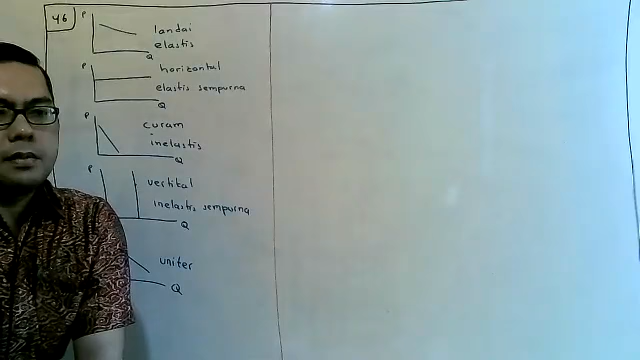 46
P
landai
elastis
Q
P
horizontal
elastis sempurna
Q
P
curam
inelastis
Q
P
vertikal
inelastis sempurna
Q
uniter
Q